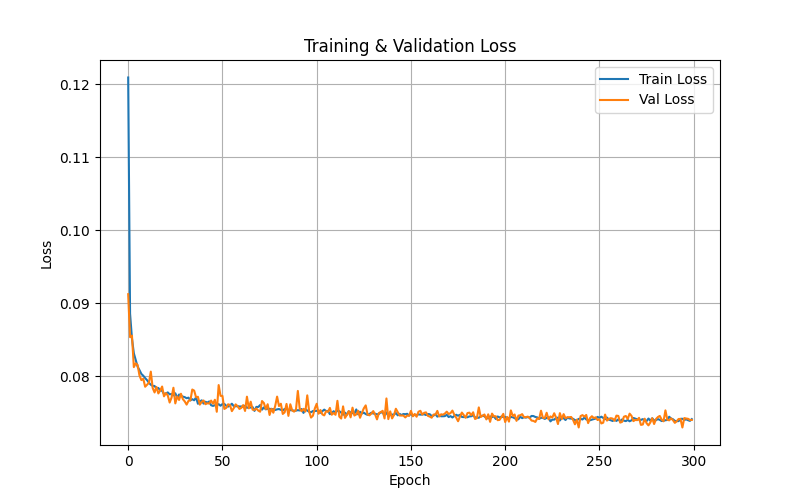 Training & Validation Loss
Train Loss
Val Loss
Loss
0.12
0.11
0.10
0.09
0.08
0 50 100 150 200 250 300
Epoch